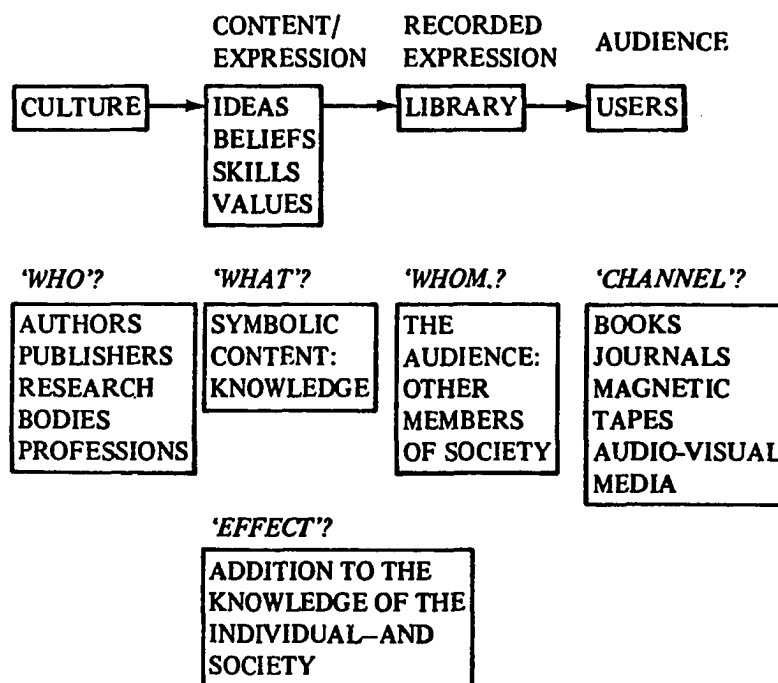 CONTENT/ RECORDED AUDIENCE
EXPRESSION EXPRESSION
CULTURE IDEAS LIBRARY USERS
BELIEFS
SKILLS
VALUES
'WHO'? 'WHAT'? 'WHOM.? 'CHANNEL'?
AUTHORS
PUBLISHERS
RESEARCH
BODIES
PROFESSIONS
SYMBOLIC
CONTENT:
KNOWLEDGE
THE
AUDIENCE:
OTHER
MEMBERS
OF SOCIETY
BOOKS
JOURNALS
MAGNETIC
TAPES
AUDIO-VISUAL
MEDIA
'EFFECT'?
ADDITION TO THE
KNOWLEDGE OF THE
INDIVIDUAL–AND
SOCIETY